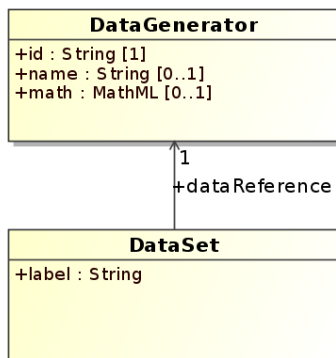 DataGenerator
+id : String [1]
+name : String [0..1]
+math : MathML [0..1]
1
+dataReference
DataSet
+label : String